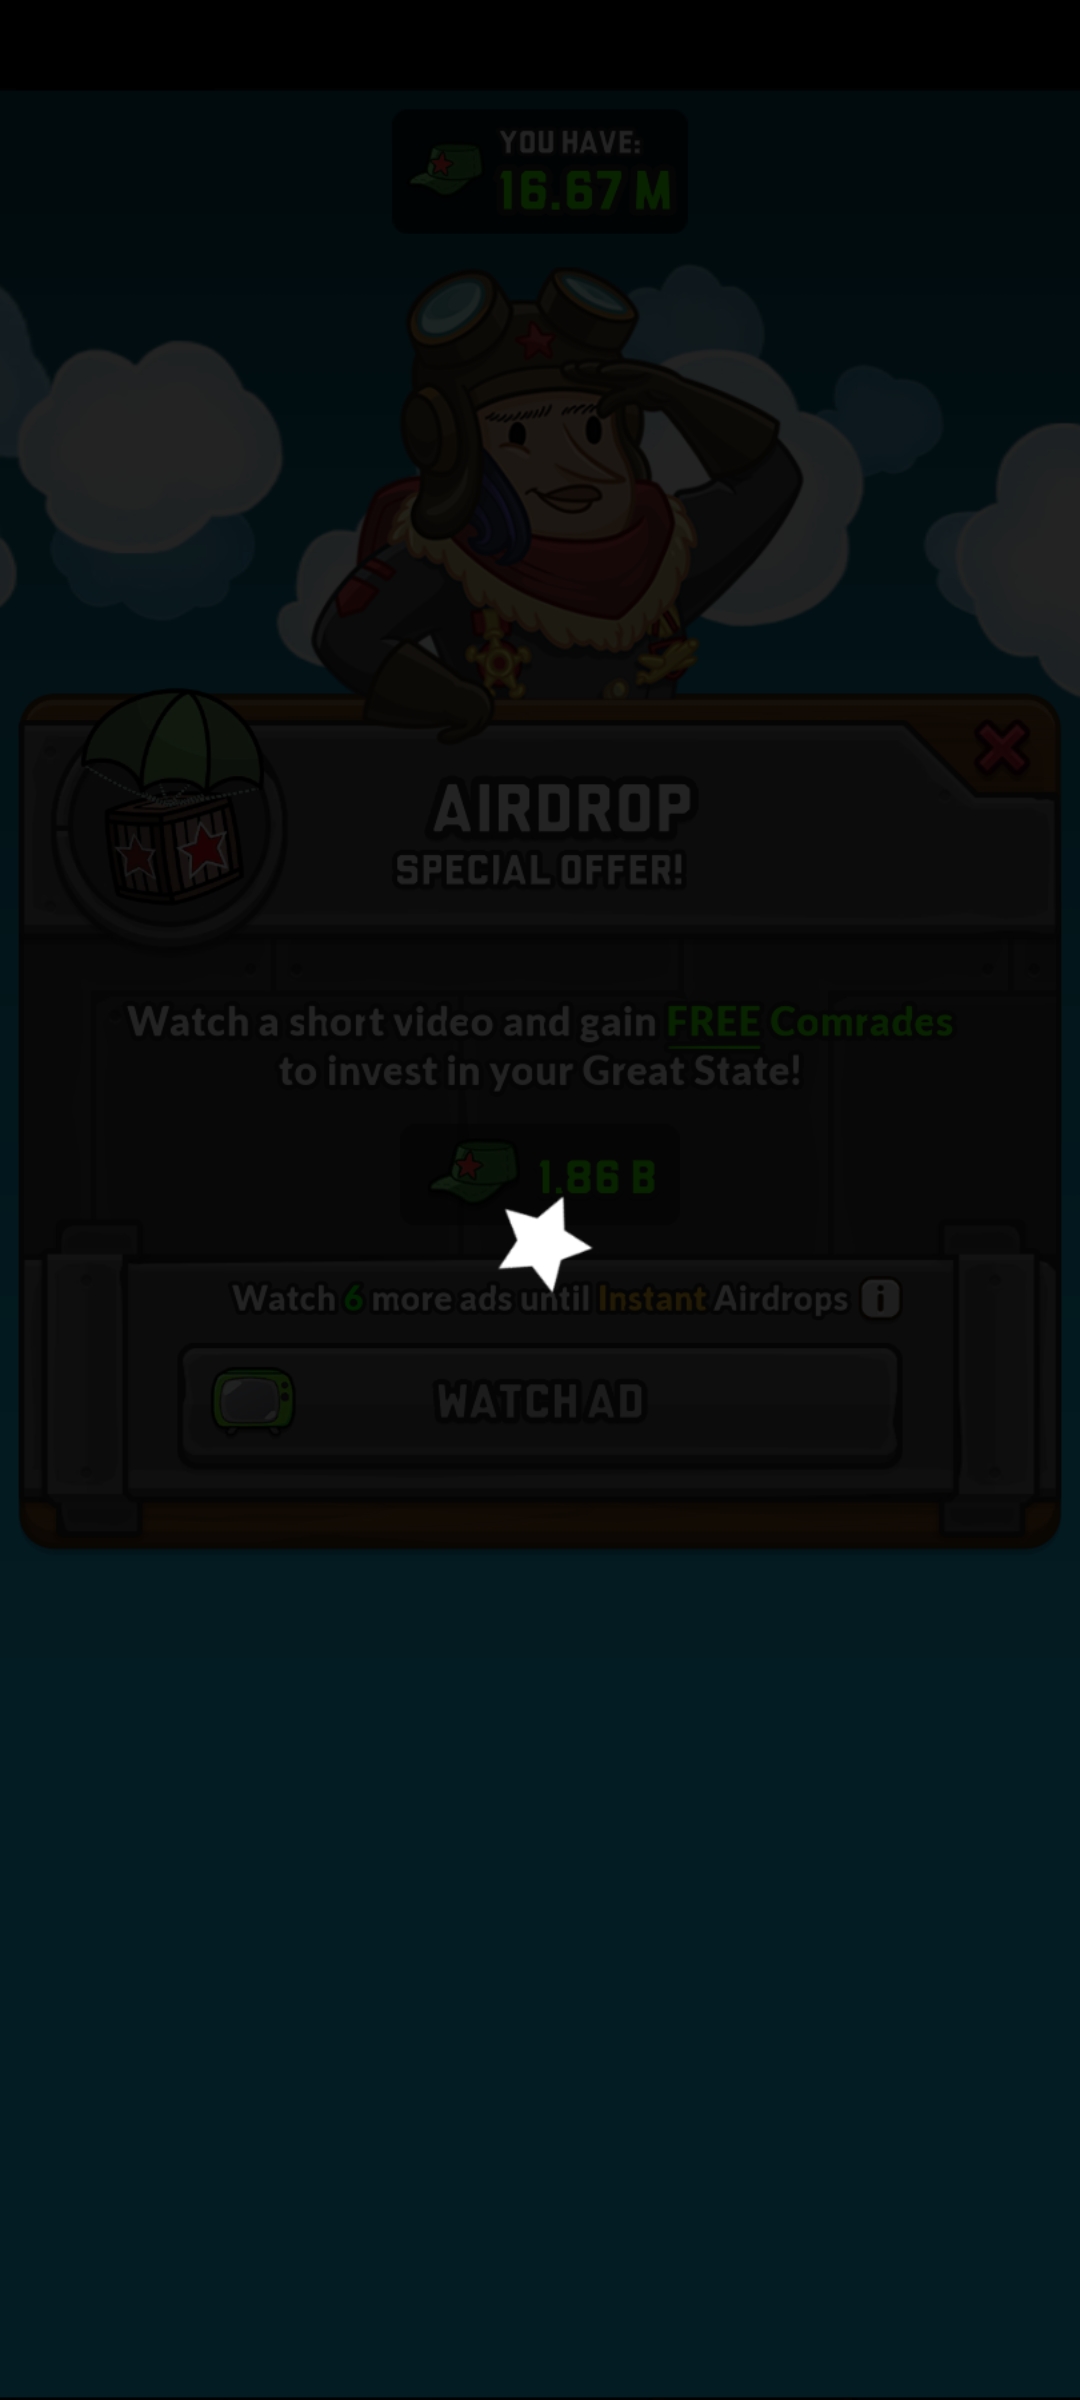 YOU HAVE:
16.67 M
AIRDROP
SPECIAL OFFER!
Watch a short video and gain FREE Comrades
to invest in your Great State!
1.86 B
Watch 6 more ads until Instant Airdrops i
WATCH AD